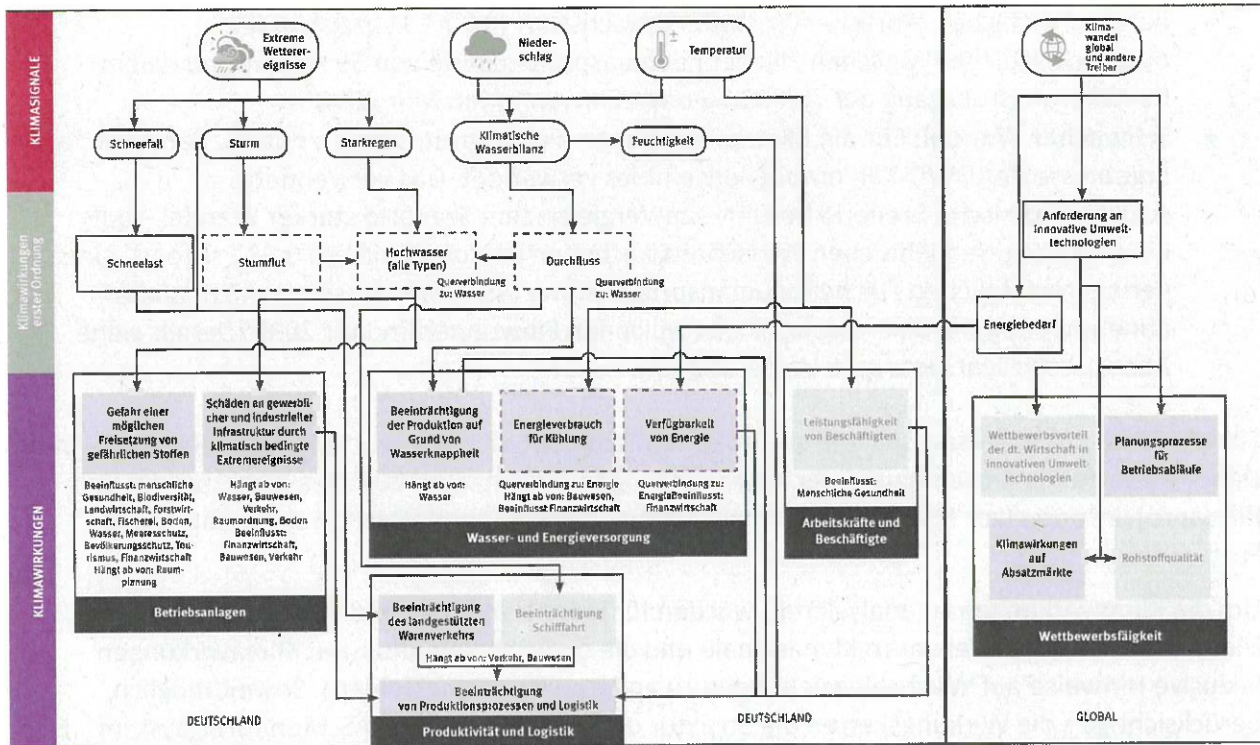 KLIMASIGNALE
Extreme
Wetterer-
eignisse
Nieder-
schlag
Temperatur
Klima-
wandel
global
und andere
Treiber
Schneefall
Sturm
Starkregen
Klimatische
Wasserbilanz
Feuchtigkeit
Klimawirkungen
erster Ordnung
Schneelast
Sturmflut
Hochwasser
(alle Typen)
Querverbindung
zu: Wasser
Durchfluss
Querverbindung
zu: Wasser
Anforderung an
innovative Umwelt-
technologien
Energiebedarf
KLIMAWIRKUNGEN
Gefahr einer
möglichen
Freisetzung von
gefährlichen Stoffen
Beeinflusst: menschliche
Gesundheit, Biodiversität,
Landwirtschaft, Forstwirt-
schaft, Fischerei, Boden,
Wasser, Meeresschutz,
Bevölkerungsschutz, Tou-
rismus, Finanzwirtschaft
Hängt ab von: Raum-
planung
Schäden an gewerblicher
und industrieller
Infrastruktur durch
klimatisch bedingte
Extremereignisse
Hängt ab von:
Wasser, Bauwesen,
Verkehr,
Raumordnung, Boden
Beeinflusst:
Finanzwirtschaft,
Bauwesen, Verkehr
Betriebsanlagen
Beeinträchtigung
der Produktion auf
Grund von
Wasserknappheit
Hängt ab von:
Wasser
Energieverbrauch
für Kühlung
Querverbindung zu: Energie
Hängt ab von: Bauwesen,
Beeinflusst Finanzwirtschaft
Verfügbarkeit
von Energie
Querverbindung zu:
EnergieBeeinflusst:
Finanzwirtschaft
Wasser- und Energieversorgung
Leistungsfähigkeit
von Beschäftigten
Beeinflusst:
Menschliche Gesundheit
Arbeitskräfte und
Beschäftigte
Wettbewerbsvorteil
der dt. Wirtschaft in
innovativen Umwelt-
technologien
Planungsprozesse
für
Betriebsabläufe
Klimawirkungen
auf
Absatzmärkte
Rohstoffqualität
Wettbewerbsfäigkeit
Beeinträchtigung
des landgestützten
Warenverkehrs
Beeinträchtigung
Schifffahrt
Hängt ab von: Verkehr, Bauwesen
Beeinträchtigung
von Produktionsprozessen und Logistik
Produktivität und Logistik
DEUTSCHLAND
DEUTSCHLAND
GLOBAL